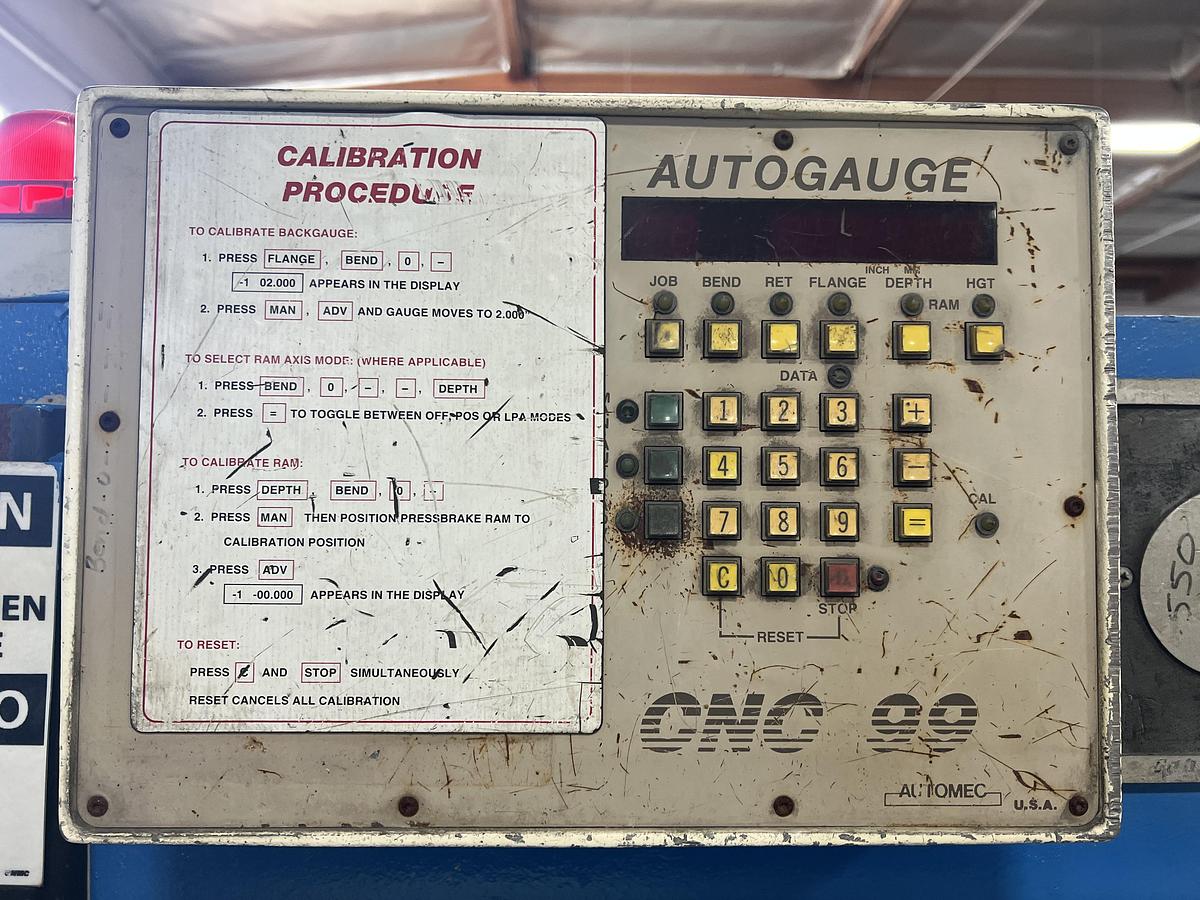 CALIBRATION
PROCEDURE
TO CALIBRATE BACKGAUGE:
1. PRESS FLANGE , BEND , 0 , –
-1 02.000 APPEARS IN THE DISPLAY
2. PRESS MAN , ADV AND GAUGE MOVES TO 2.000"
TO SELECT RAM AXIS MODE: (WHERE APPLICABLE)
1. PRESS BEND , 0 , – , – , DEPTH
2. PRESS = TO TOGGLE BETWEEN OFF-POS OR LPA MODES
TO CALIBRATE RAM:
1. PRESS DEPTH , BEND , 0 , –
2. PRESS MAN THEN POSITION PRESSBRAKE RAM TO
CALIBRATION POSITION
3. PRESS ADV
-1 -00.000 APPEARS IN THE DISPLAY
TO RESET:
PRESS C AND STOP SIMULTANEOUSLY
RESET CANCELS ALL CALIBRATION
AUTOGAUGE
INCH MM
JOB BEND RET FLANGE DEPTH HGT
RAM
DATA
1 2 3 +
4 5 6 –
7 8 9 =
CAL
C 0
STOP
RESET
CNC 99
AUTOMEC
U.S.A.
N
EN
E
O
550